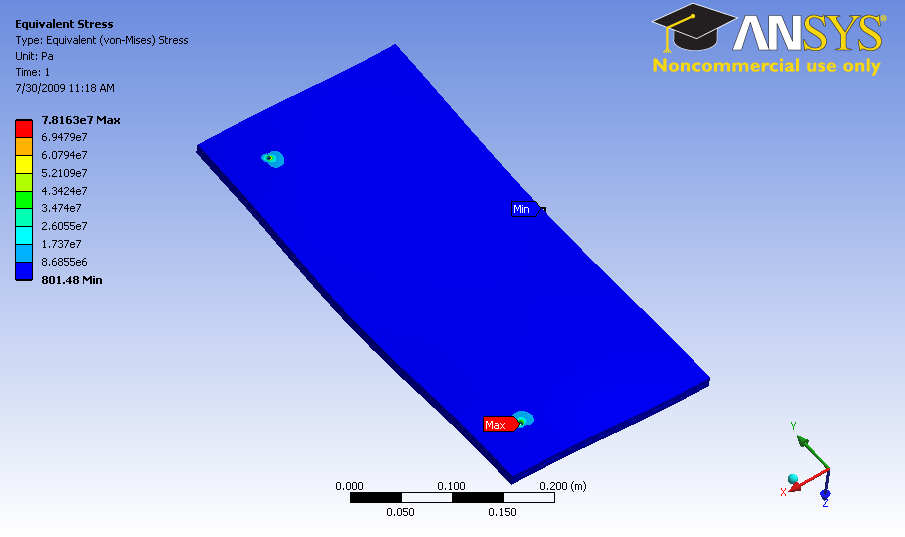 Equivalent Stress
Type: Equivalent (von-Mises) Stress
Unit: Pa
Time: 1
7/30/2009 11:18 AM
7.8163e7 Max
6.9479e7
6.0794e7
5.2109e7
4.3424e7
3.474e7
2.6055e7
1.737e7
8.6855e6
801.48 Min
ANSYS®
Noncommercial use only
Min
Max
0.000 0.100 0.200 (m)
0.050 0.150
Y
X
Z